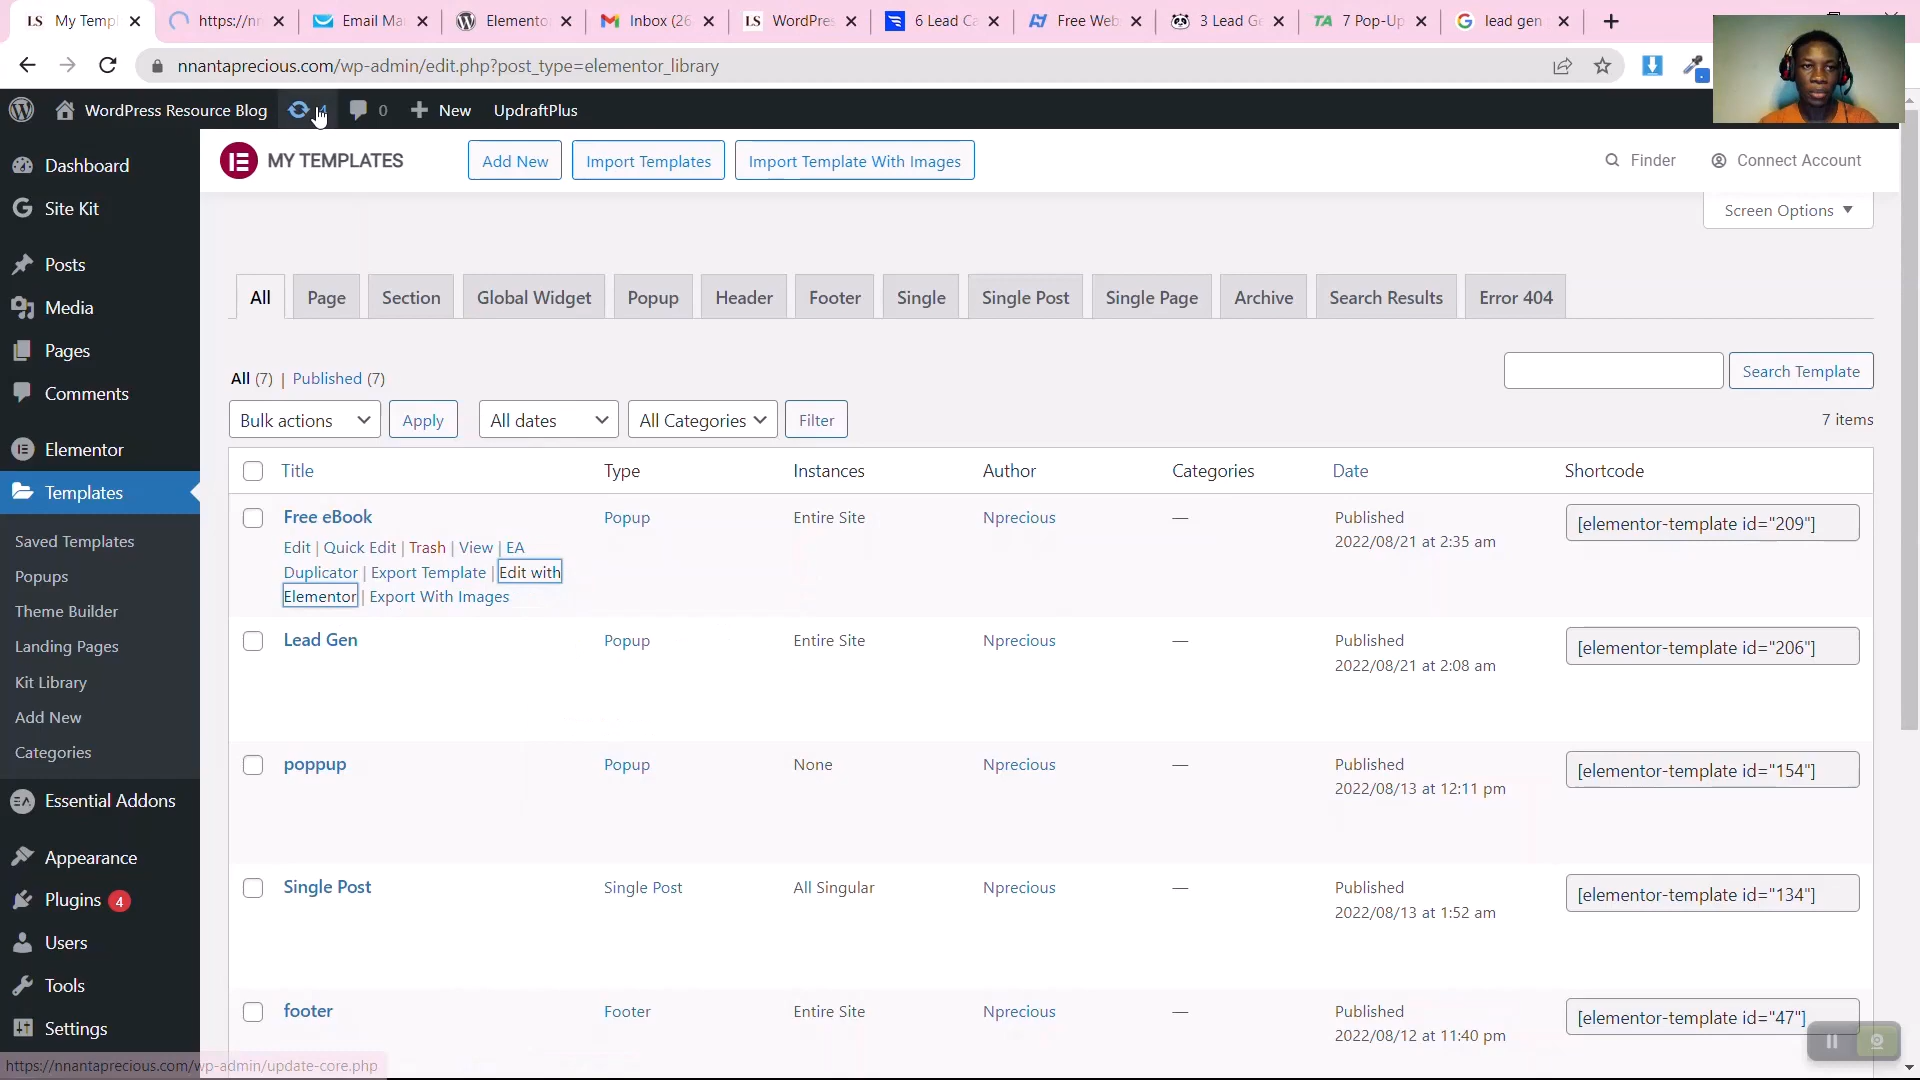 LS My Templ
https://nn
Email Ma
Elemento
Inbox (26
LS WordPres
6 Lead Ca
Free Web
3 Lead Ge
TA 7 Pop-Up
lead gen
nnantaprecious.com/wp-admin/edit.php?post_type=elementor_library
WordPress Resource Blog 4 0 New UpdraftPlus
Dashboard
Site Kit
Posts
Media
Pages
Comments
Elementor
Templates
Saved Templates
Popups
Theme Builder
Landing Pages
Kit Library
Add New
Categories
Essential Addons
Appearance
Plugins 4
Users
Tools
Settings
https://nnantaprecious.com/wp-admin/update-core.php
MY TEMPLATES Add New Import Templates Import Template With Images Finder Connect Account
Screen Options
All Page Section Global Widget Popup Header Footer Single Single Post Single Page Archive Search Results Error 404
All (7) | Published (7)
Search Template
Bulk actions Apply All dates All Categories Filter 7 items
Title Type Instances Author Categories Date Shortcode
Free eBook Popup Entire Site Nprecious — Published [elementor-template id="209"]
2022/08/21 at 2:35 am
Edit | Quick Edit | Trash | View | EA
Duplicator | Export Template | Edit with
Elementor | Export With Images
Lead Gen Popup Entire Site Nprecious — Published [elementor-template id="206"]
2022/08/21 at 2:08 am
poppup Popup None Nprecious — Published [elementor-template id="154"]
2022/08/13 at 12:11 pm
Single Post Single Post All Singular Nprecious — Published [elementor-template id="134"]
2022/08/13 at 1:52 am
footer Footer Entire Site Nprecious — Published [elementor-template id="47"]
2022/08/12 at 11:40 pm